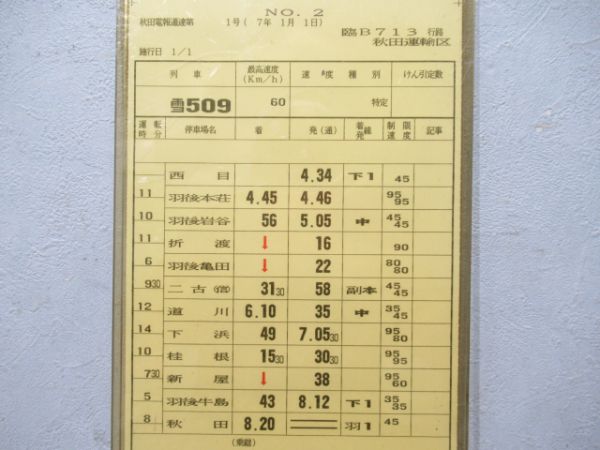 NO. 2
秋田電報運達第 1号( 7年 1月 1日)
臨B713 行路
秋田運輸区
施行日 1/1
列 車 最高速度 (Km/h) 速 度 種 別 けん引定数
雪509 60 特定
運転時分 停車場名 着 発(通) 着発線 制限速度 記事
西 目 4.34 下1 45
11 羽後本荘 4.45 4.46 95 95
10 羽後岩谷 56 5.05 中 45 45
11 折 渡 ↓ 16 90
6 羽後亀田 ↓ 22 80 80
930 二 古(信) 3130 58 副本 45 45
12 道 川 6.10 35 中 35 45
14 下 浜 49 7.0530 95 80
10 桂 根 1530 3030 95 95
730 新 屋 ↓ 38 95 60
5 羽後牛島 43 8.12 下1 35 35
8 秋 田 8.20 羽1 45
(乗継)